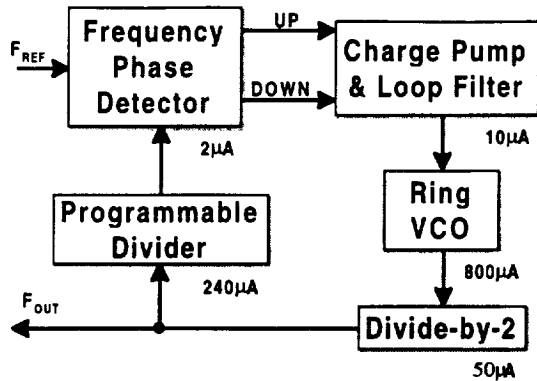 F_REF
Frequency
Phase
Detector
UP
DOWN
Charge Pump
& Loop Filter
2µA
10µA
Programmable
Divider
Ring
VCO
240µA
800µA
F_OUT
Divide-by-2
50µA